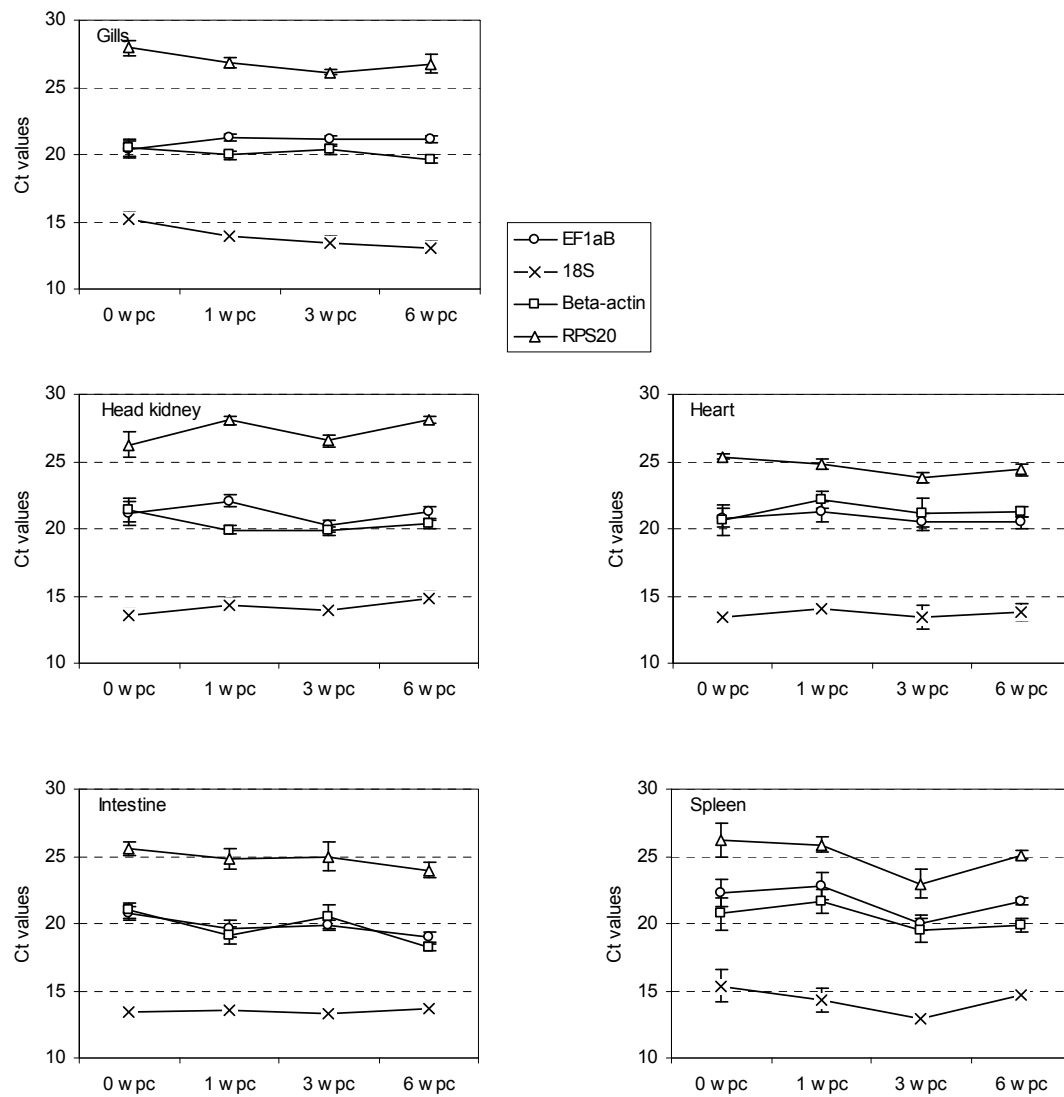 30
Gills
25
20
15
10
Ct values
0 w pc 1 w pc 3 w pc 6 w pc
EF1aB
18S
Beta-actin
RPS20
30
Head kidney
25
20
15
10
Ct values
0 w pc 1 w pc 3 w pc 6 w pc
30
Heart
25
20
15
10
Ct values
0 w pc 1 w pc 3 w pc 6 w pc
30
Intestine
25
20
15
10
Ct values
0 w pc 1 w pc 3 w pc 6 w pc
30
Spleen
25
20
15
10
Ct values
0 w pc 1 w pc 3 w pc 6 w pc